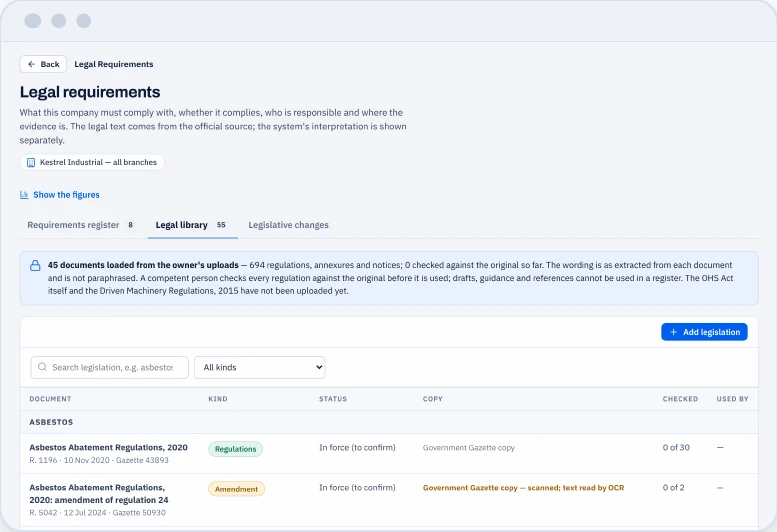 Back Legal Requirements
Legal requirements
What this company must comply with, whether it complies, who is responsible and where the
evidence is. The legal text comes from the official source; the system's interpretation is shown
separately.
Kestrel Industrial — all branches
Show the figures
Requirements register 8 Legal library 55 Legislative changes
45 documents loaded from the owner's uploads — 694 regulations, annexures and notices; 0 checked against the original so far. The wording is as extracted from each document
and is not paraphrased. A competent person checks every regulation against the original before it is used; drafts, guidance and references cannot be used in a register. The OHS Act
itself and the Driven Machinery Regulations, 2015 have not been uploaded yet.
+ Add legislation
Search legislation, e.g. asbestos All kinds
DOCUMENT KIND STATUS COPY CHECKED USED BY
ASBESTOS
Asbestos Abatement Regulations, 2020 Regulations In force (to confirm) Government Gazette copy 0 of 30 —
R. 1196 · 10 Nov 2020 · Gazette 43893
Asbestos Abatement Regulations, Amendment In force (to confirm) Government Gazette copy — scanned; text read by OCR 0 of 2 —
2020: amendment of regulation 24
R. 5042 · 12 Jul 2024 · Gazette 50930